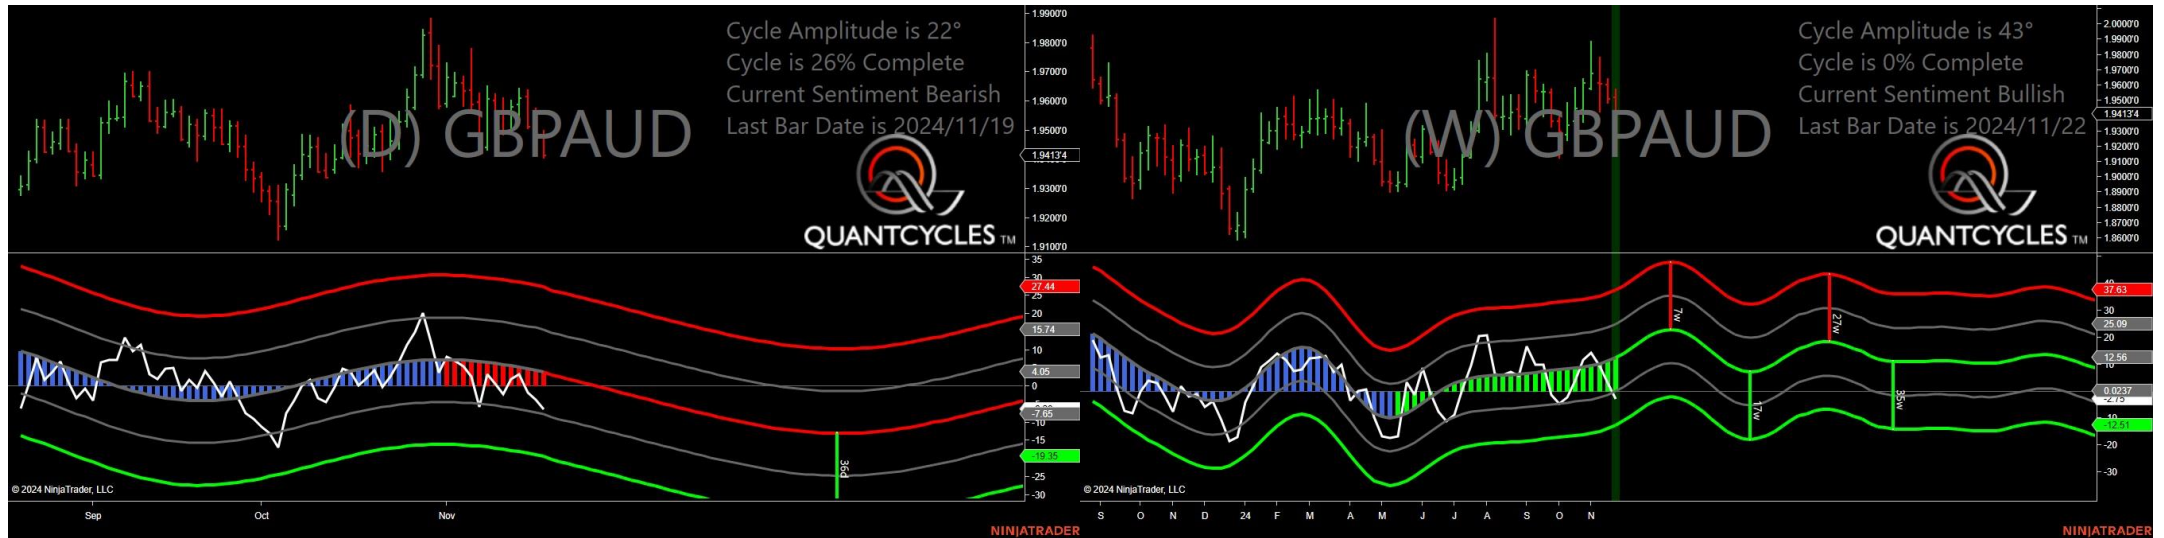 Cycle Amplitude is 22°
Cycle is 26% Complete
Current Sentiment Bearish
Last Bar Date is 2024/11/19
(D) GBPAUD
QUANTCYCLES TM
1.9900'0
1.9800'0
1.9700'0
1.9600'0
1.9500'0
1.9413'4
1.9300'0
1.9200'0
1.9100'0
35
30
27.44
25
20
15.74
10
4.05
0
-7.65
-10
-15
-19.35
-25
-30
36d
© 2024 NinjaTrader, LLC
Sep Oct Nov
NINJATRADER
Cycle Amplitude is 43°
Cycle is 0% Complete
Current Sentiment Bullish
Last Bar Date is 2024/11/22
(W) GBPAUD
QUANTCYCLES TM
2.0000'0
1.9900'0
1.9800'0
1.9700'0
1.9600'0
1.9500'0
1.9413'4
1.9300'0
1.9200'0
1.9100'0
1.9000'0
1.8900'0
1.8800'0
1.8700'0
1.8600'0
40
37.63
30
25.09
20
12.56
10
0.0237
-2.75
-10
-12.51
-20
-30
7w
27w
17w
35w
© 2024 NinjaTrader, LLC
S O N D 24 F M A M J J A S O N
NINJATRADER